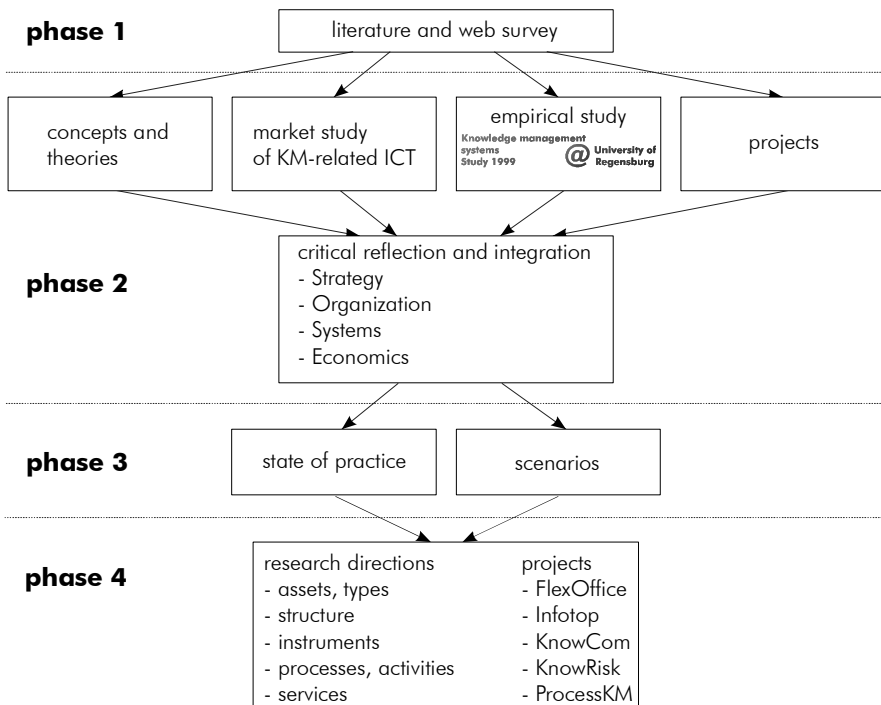 phase 1
literature and web survey
concepts and
theories
market study
of KM-related ICT
empirical study
Knowledge management
systems
Study 1999
@ University of
Regensburg
projects
phase 2
critical reflection and integration
- Strategy
- Organization
- Systems
- Economics
phase 3
state of practice
scenarios
phase 4
research directions
- assets, types
- structure
- instruments
- processes, activities
- services
projects
- FlexOffice
- Infotop
- KnowCom
- KnowRisk
- ProcessKM